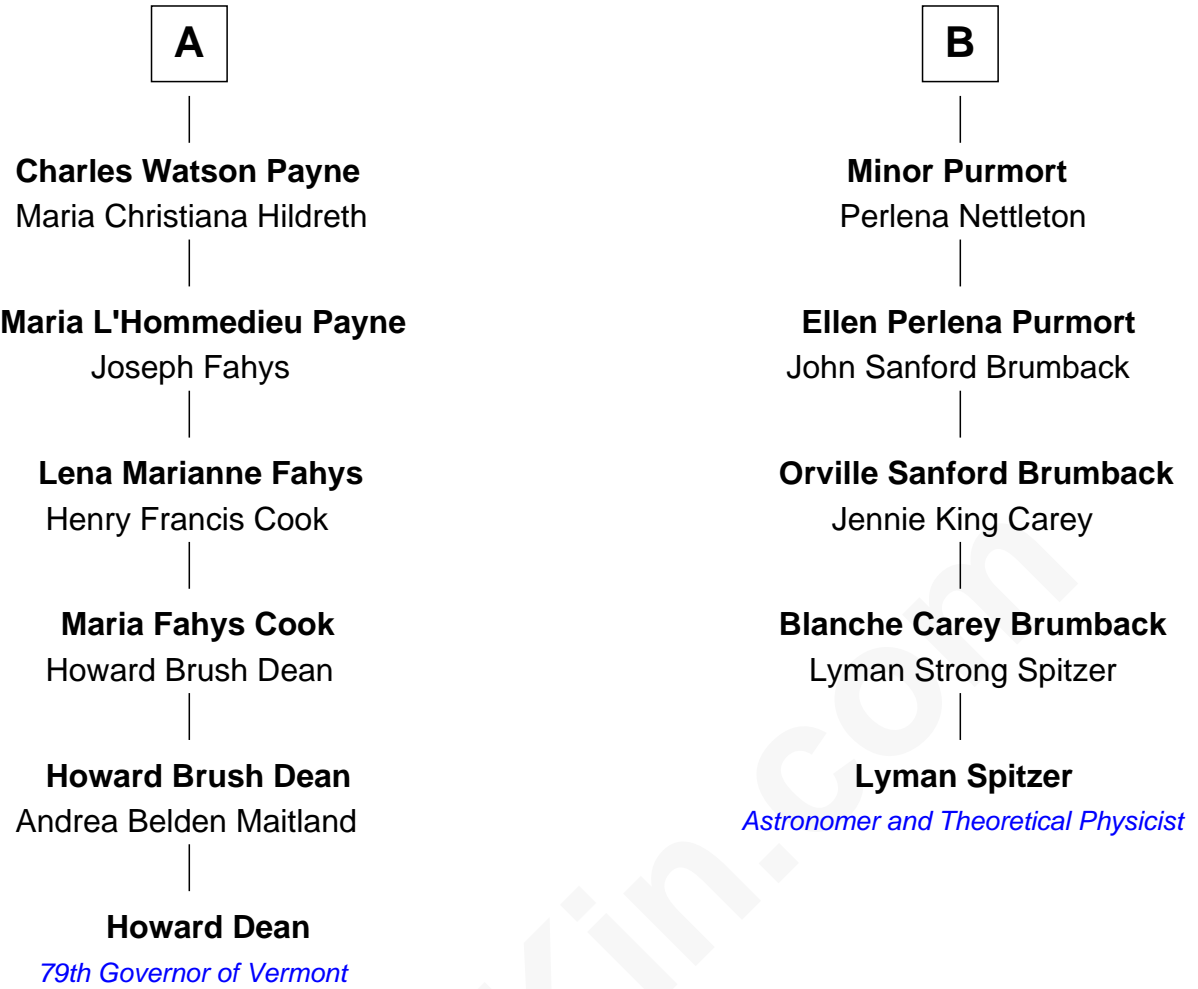 A
Charles Watson Payne
Maria Christiana Hildreth
Maria L'Hommedieu Payne
Joseph Fahys
Lena Marianne Fahys
Henry Francis Cook
Maria Fahys Cook
Howard Brush Dean
Howard Brush Dean
Andrea Belden Maitland
Howard Dean
79th Governor of Vermont
B
Minor Purmort
Perlena Nettleton
Ellen Perlena Purmort
John Sanford Brumback
Orville Sanford Brumback
Jennie King Carey
Blanche Carey Brumback
Lyman Strong Spitzer
Lyman Spitzer
Astronomer and Theoretical Physicist